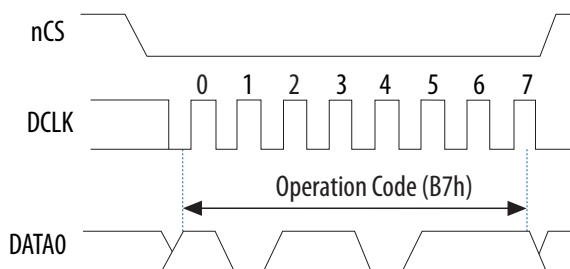 nCS
0 1 2 3 4 5 6 7
DCLK
Operation Code (B7h)
DATA0